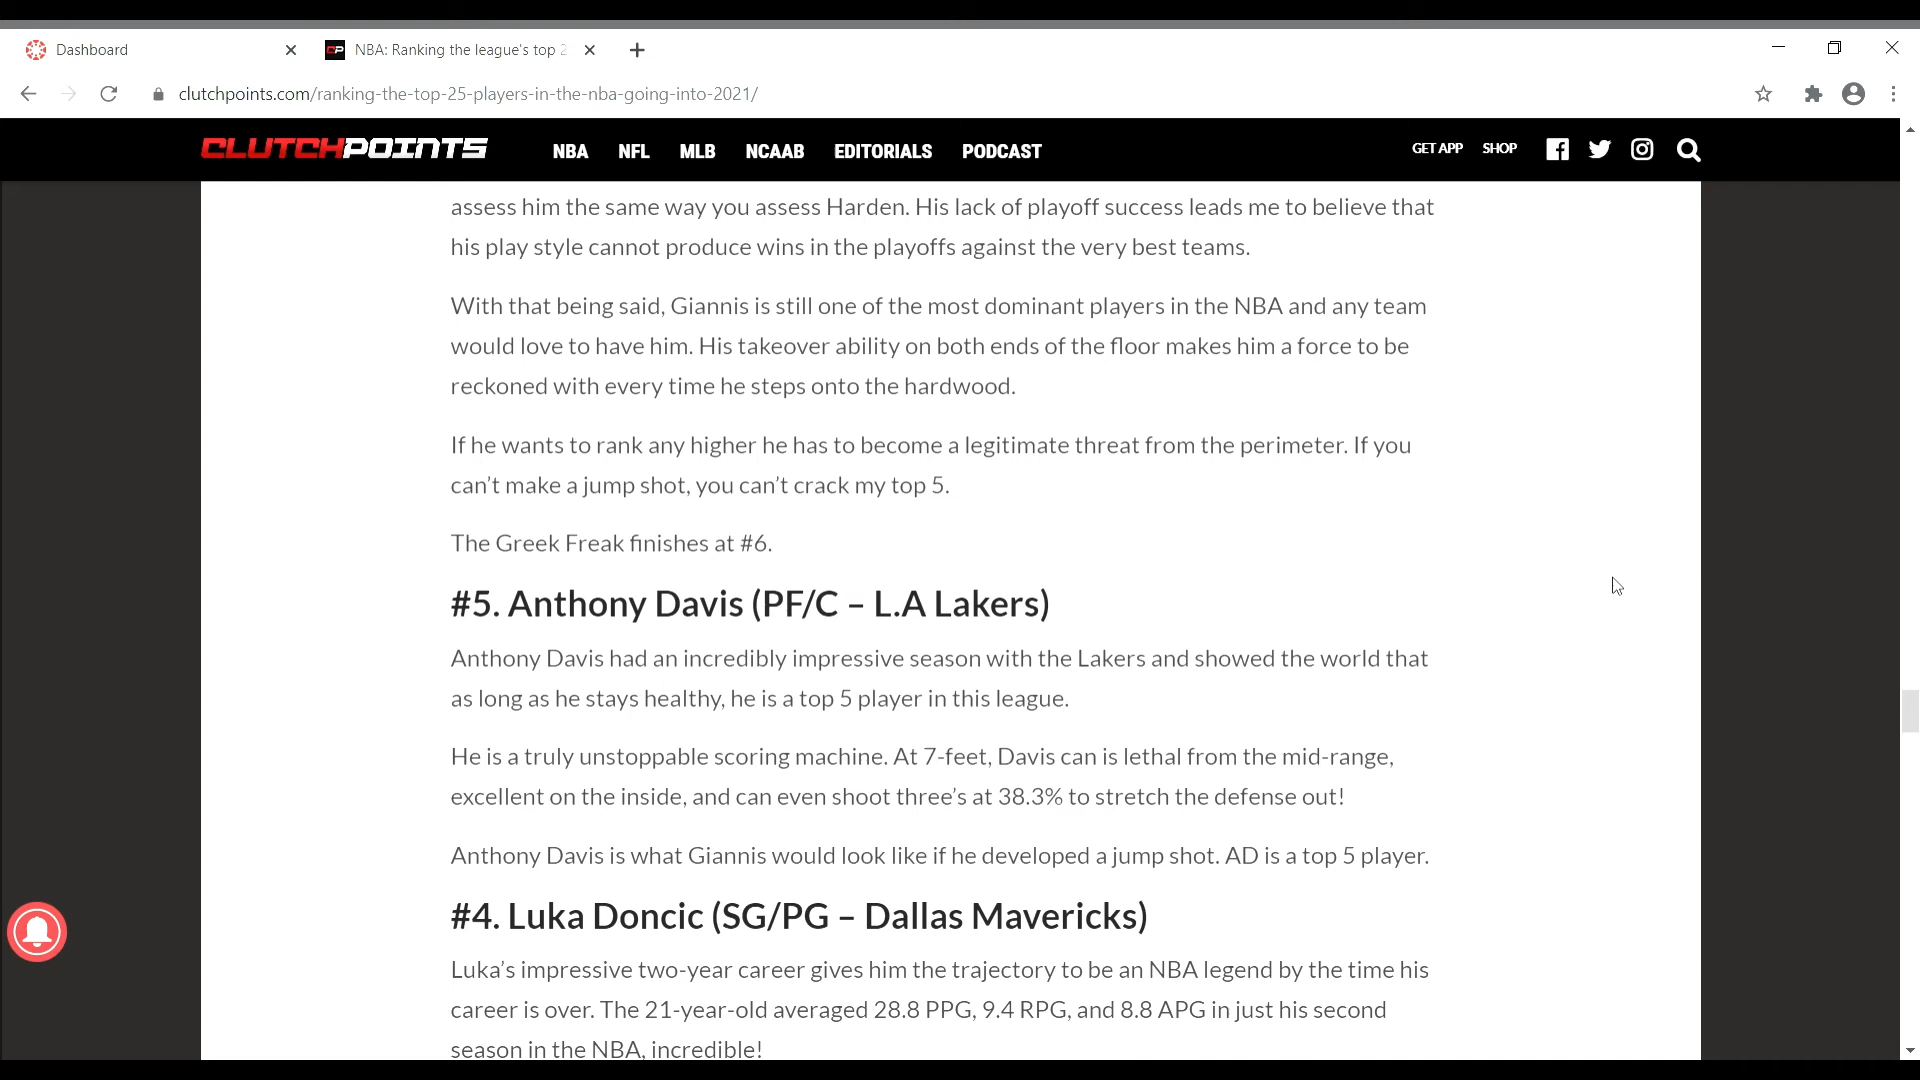 Dashboard
NBA: Ranking the league's top 2
clutchpoints.com/ranking-the-top-25-players-in-the-nba-going-into-2021/
CLUTCHPOINTS NBA NFL MLB NCAAB EDITORIALS PODCAST GET APP SHOP
assess him the same way you assess Harden. His lack of playoff success leads me to believe that
his play style cannot produce wins in the playoffs against the very best teams.
With that being said, Giannis is still one of the most dominant players in the NBA and any team
would love to have him. His takeover ability on both ends of the floor makes him a force to be
reckoned with every time he steps onto the hardwood.
If he wants to rank any higher he has to become a legitimate threat from the perimeter. If you
can’t make a jump shot, you can’t crack my top 5.
The Greek Freak finishes at #6.
#5. Anthony Davis (PF/C – L.A Lakers)
Anthony Davis had an incredibly impressive season with the Lakers and showed the world that
as long as he stays healthy, he is a top 5 player in this league.
He is a truly unstoppable scoring machine. At 7-feet, Davis can is lethal from the mid-range,
excellent on the inside, and can even shoot three’s at 38.3% to stretch the defense out!
Anthony Davis is what Giannis would look like if he developed a jump shot. AD is a top 5 player.
#4. Luka Doncic (SG/PG – Dallas Mavericks)
Luka’s impressive two-year career gives him the trajectory to be an NBA legend by the time his
career is over. The 21-year-old averaged 28.8 PPG, 9.4 RPG, and 8.8 APG in just his second
season in the NBA, incredible!